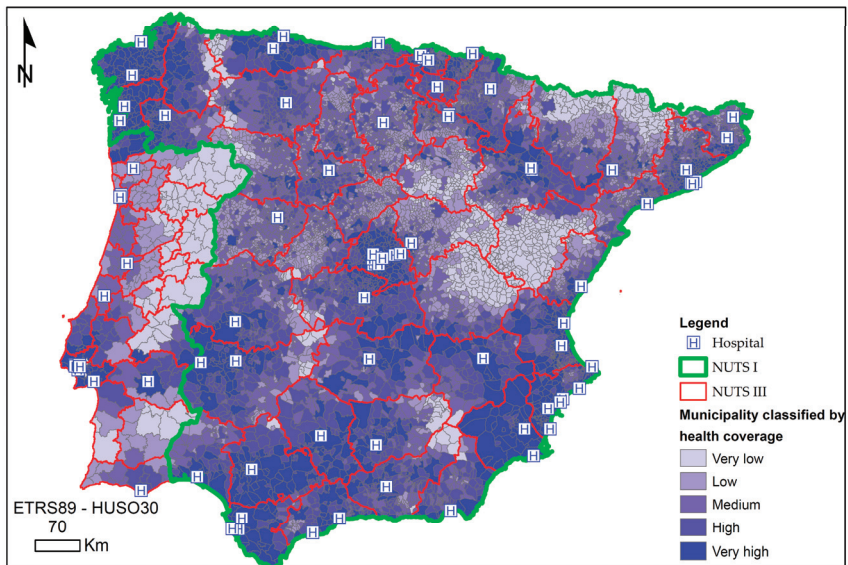 N
Legend
H Hospital
NUTS I
NUTS III
Municipality classified by
health coverage
Very low
Low
Medium
High
Very high
ETRS89 - HUSO30
70
Km